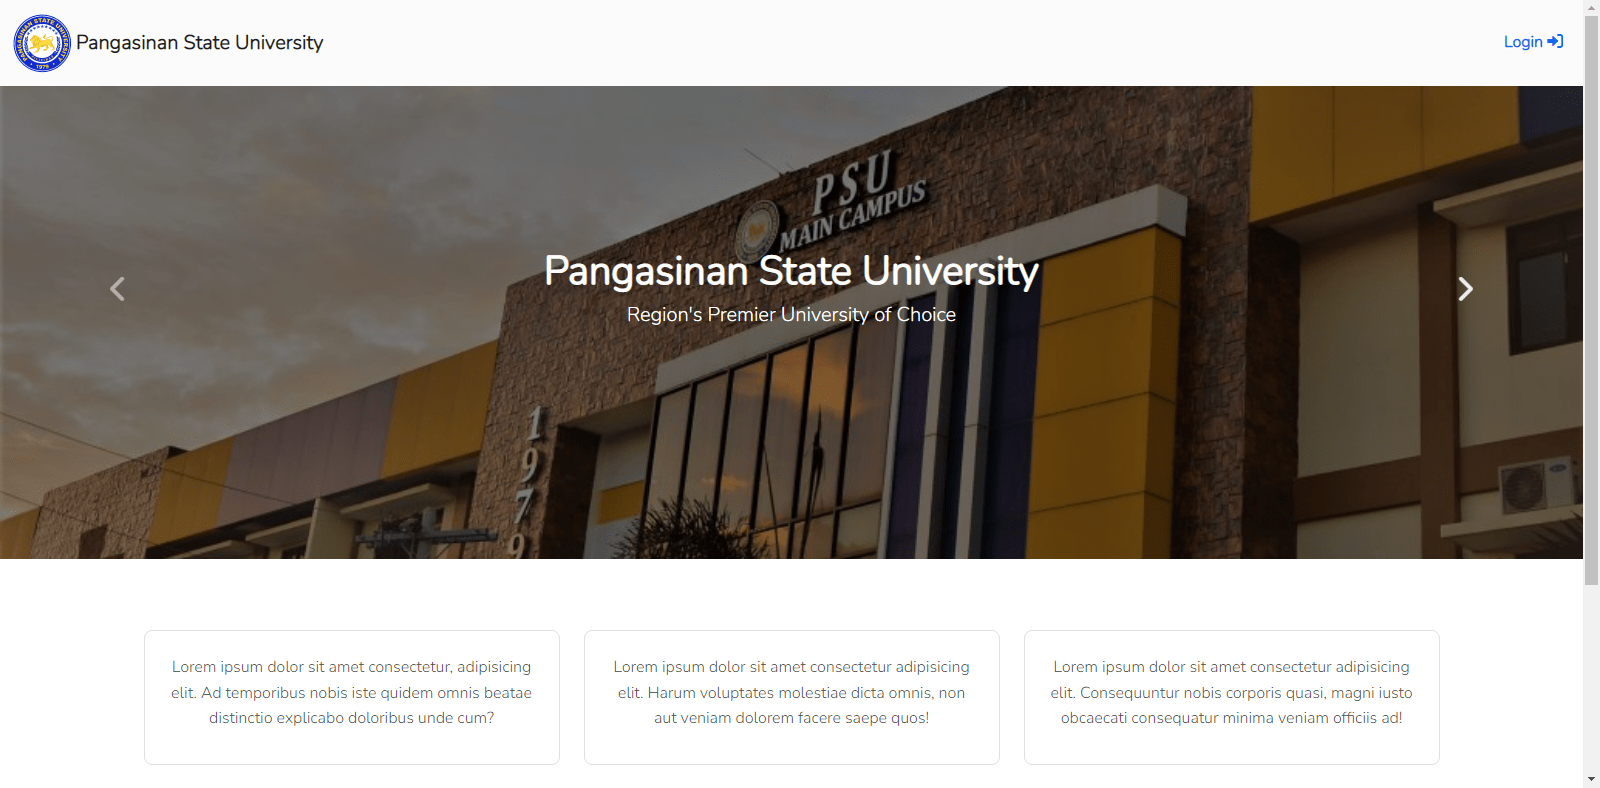 PANGASINAN STATE UNIVERSITY
1979
Pangasinan State University
Login
PSU
MAIN CAMPUS
Pangasinan State University
Region's Premier University of Choice
1979
Lorem ipsum dolor sit amet consectetur, adipisicing
elit. Ad temporibus nobis iste quidem omnis beatae
distinctio explicabo doloribus unde cum?
Lorem ipsum dolor sit amet consectetur adipisicing
elit. Harum voluptates molestiae dicta omnis, non
aut veniam dolorem facere saepe quos!
Lorem ipsum dolor sit amet consectetur adipisicing
elit. Consequuntur nobis corporis quasi, magni iusto
obcaecati consequatur minima veniam officiis ad!